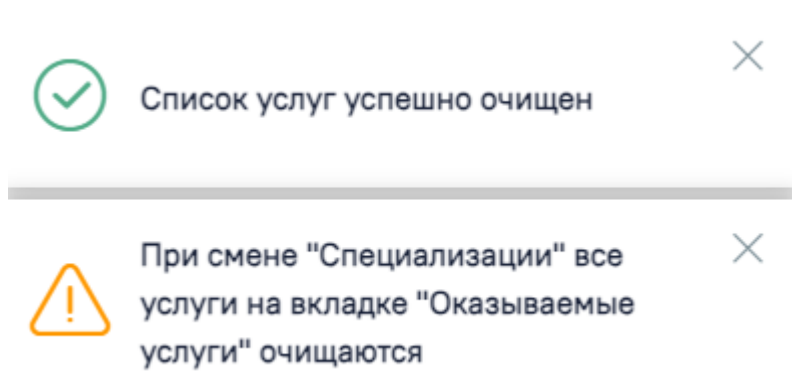 Список услуг успешно очищен
При смене "Специализации" все
услуги на вкладке "Оказываемые
услуги" очищаются